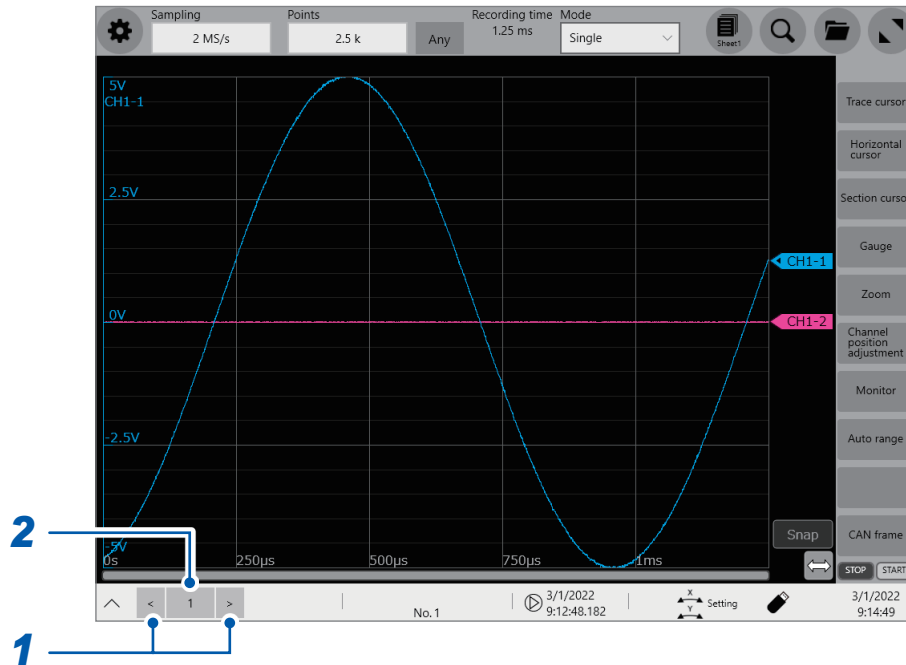 Sampling
Points
Recording time
Mode
2 MS/s
2.5 k
Any
1.25 ms
Single
Sheet1
5V
CH1-1
2.5V
0V
-2.5V
-5V
0s
250µs
500µs
750µs
1ms
CH1-1
CH1-2
Snap
Trace cursor
Horizontal
cursor
Section curso
Gauge
Zoom
Channel
position
adjustment
Monitor
Auto range
CAN frame
STOP
START
2
<
1
>
No. 1
3/1/2022
9:12:48.182
X
Y
Setting
3/1/2022
9:14:49
1